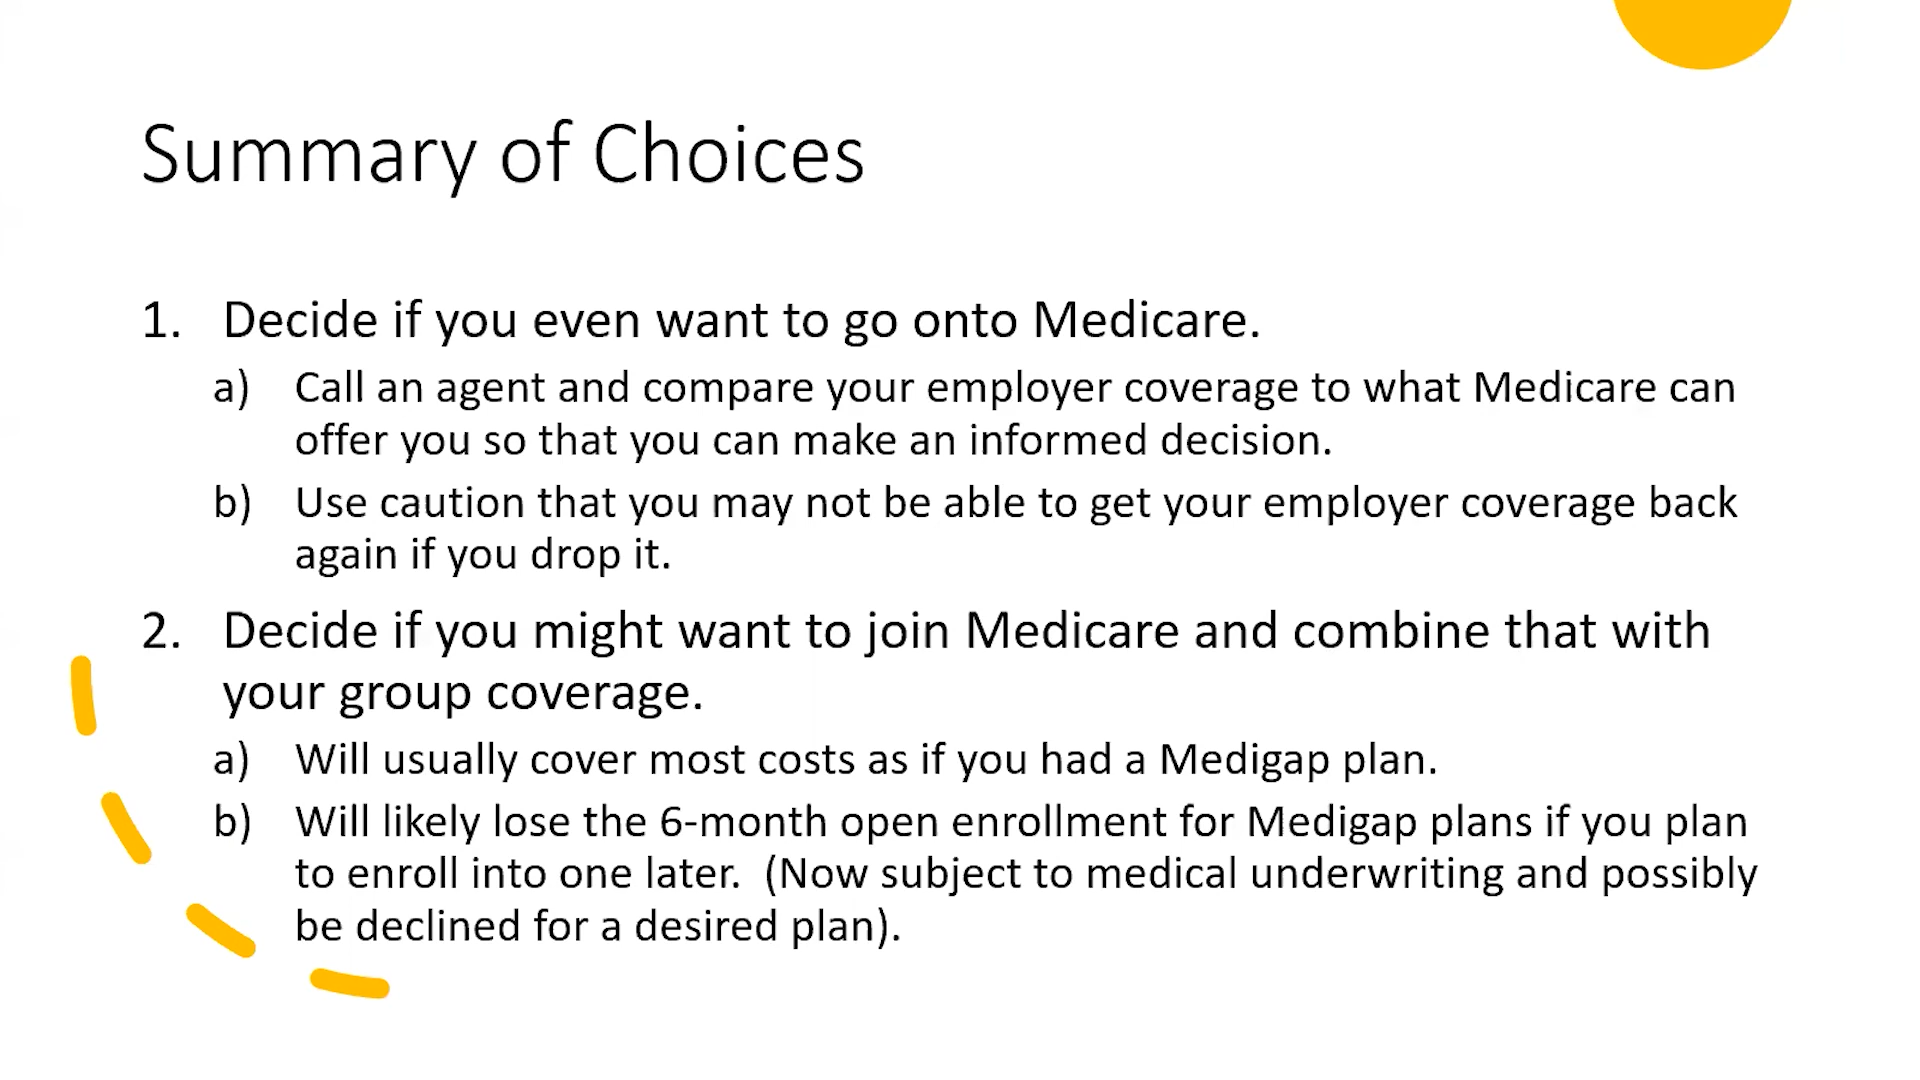 Summary of Choices
1. Decide if you even want to go onto Medicare.
a) Call an agent and compare your employer coverage to what Medicare can
offer you so that you can make an informed decision.
b) Use caution that you may not be able to get your employer coverage back
again if you drop it.
2. Decide if you might want to join Medicare and combine that with
your group coverage.
a) Will usually cover most costs as if you had a Medigap plan.
b) Will likely lose the 6-month open enrollment for Medigap plans if you plan
to enroll into one later.  (Now subject to medical underwriting and possibly
be declined for a desired plan).